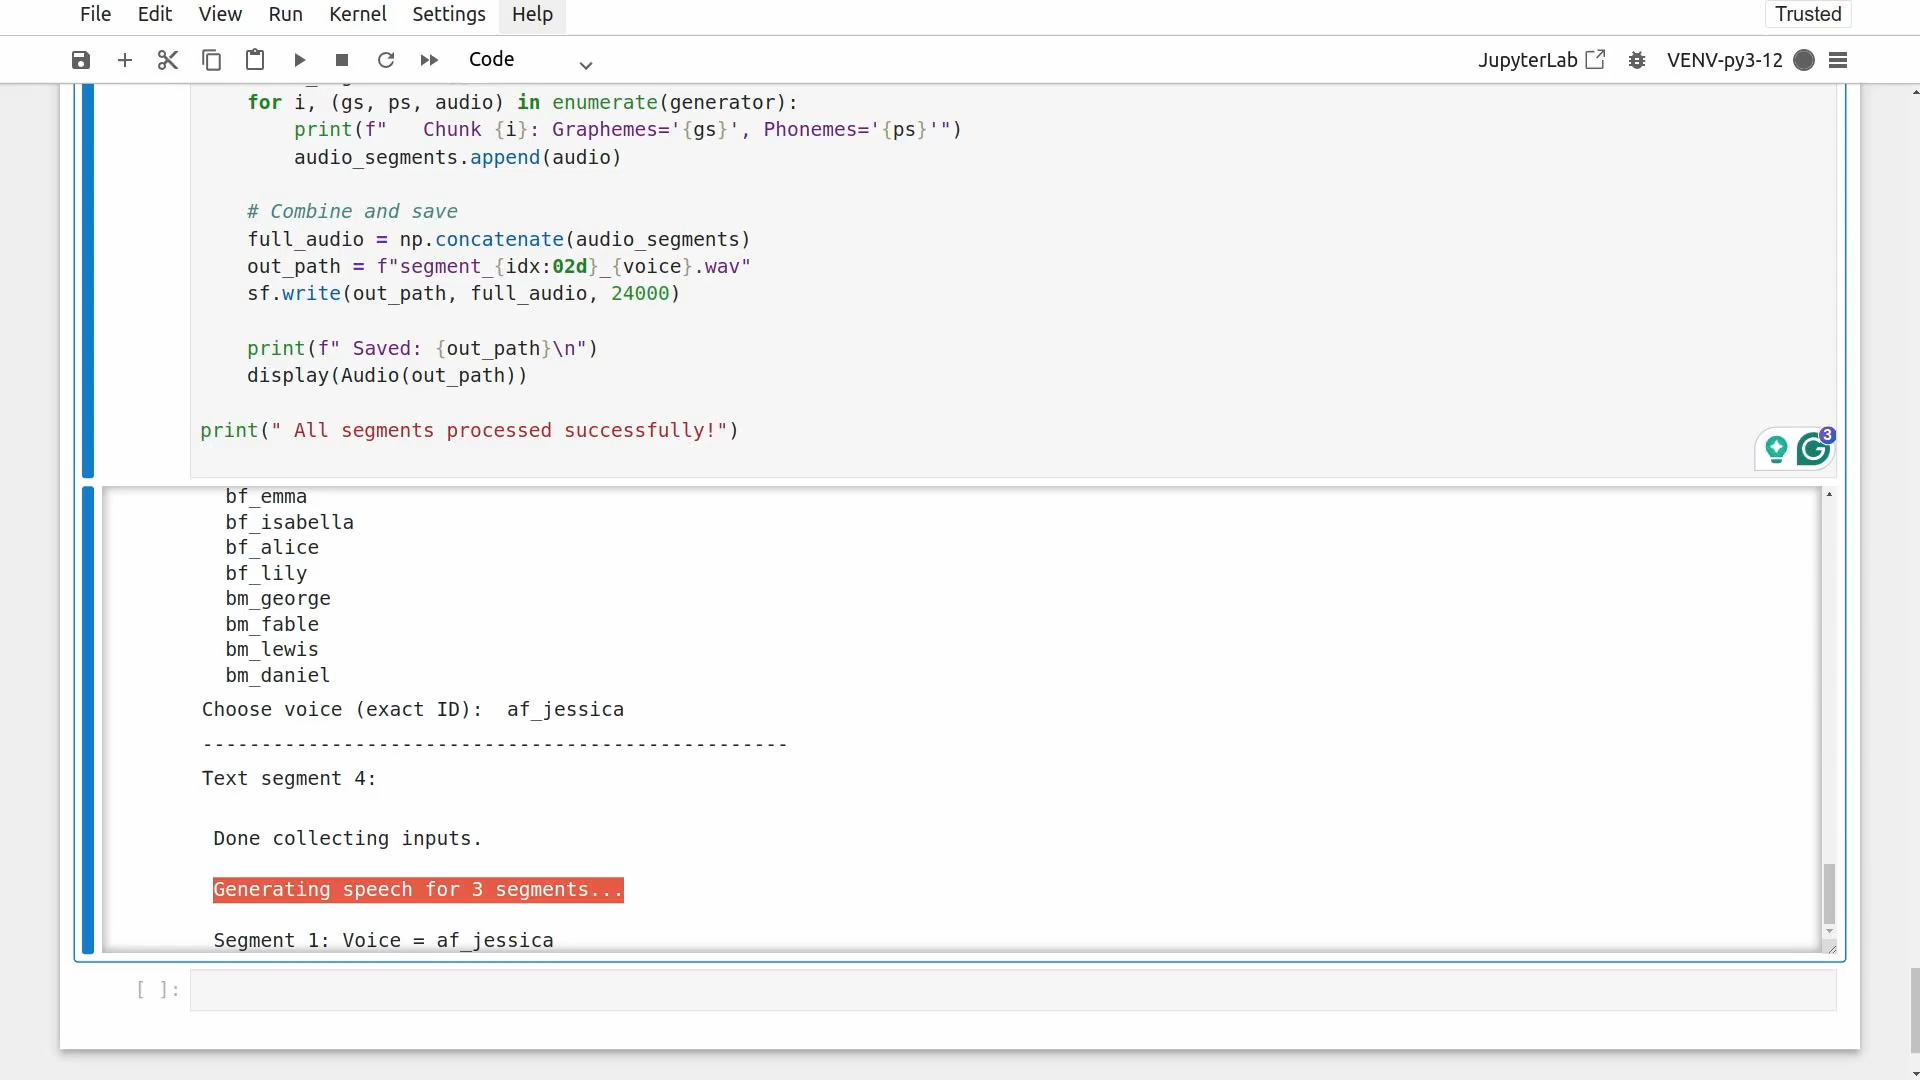 File Edit View Run Kernel Settings Help Trusted
Code JupyterLab VENV-py3-12
for i, (gs, ps, audio) in enumerate(generator):
print(f"   Chunk {i}: Graphemes='{gs}', Phonemes='{ps}'")
audio_segments.append(audio)
# Combine and save
full_audio = np.concatenate(audio_segments)
out_path = f"segment_{idx:02d}_{voice}.wav"
sf.write(out_path, full_audio, 24000)
print(f" Saved: {out_path}\n")
display(Audio(out_path))
print(" All segments processed successfully!")
3
bf_emma
bf_isabella
bf_alice
bf_lily
bm_george
bm_fable
bm_lewis
bm_daniel
Choose voice (exact ID):  af_jessica
--------------------------------------------------
Text segment 4:
Done collecting inputs.
Generating speech for 3 segments...
Segment 1: Voice = af_jessica
[ ]: